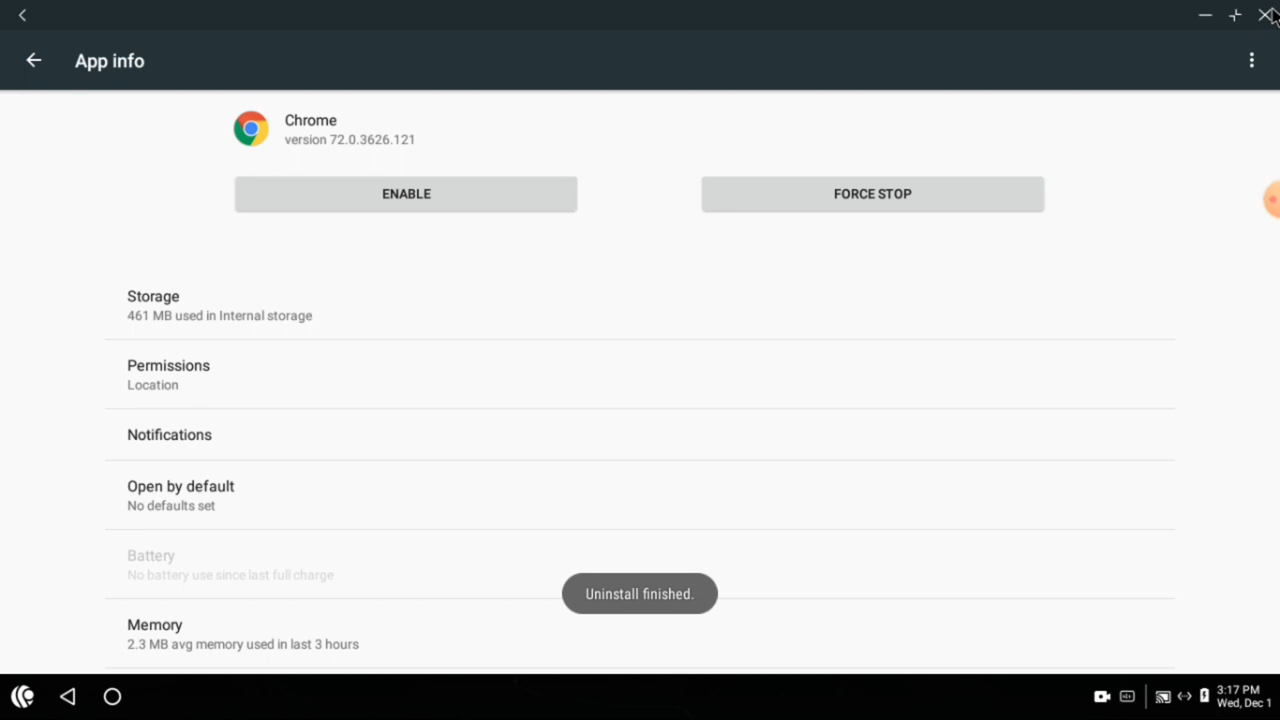 App info
Chrome
version 72.0.3626.121
ENABLE
FORCE STOP
Storage
461 MB used in Internal storage
Permissions
Location
Notifications
Open by default
No defaults set
Battery
No battery use since last full charge
Uninstall finished.
Memory
2.3 MB avg memory used in last 3 hours
3:17 PM
Wed, Dec 1